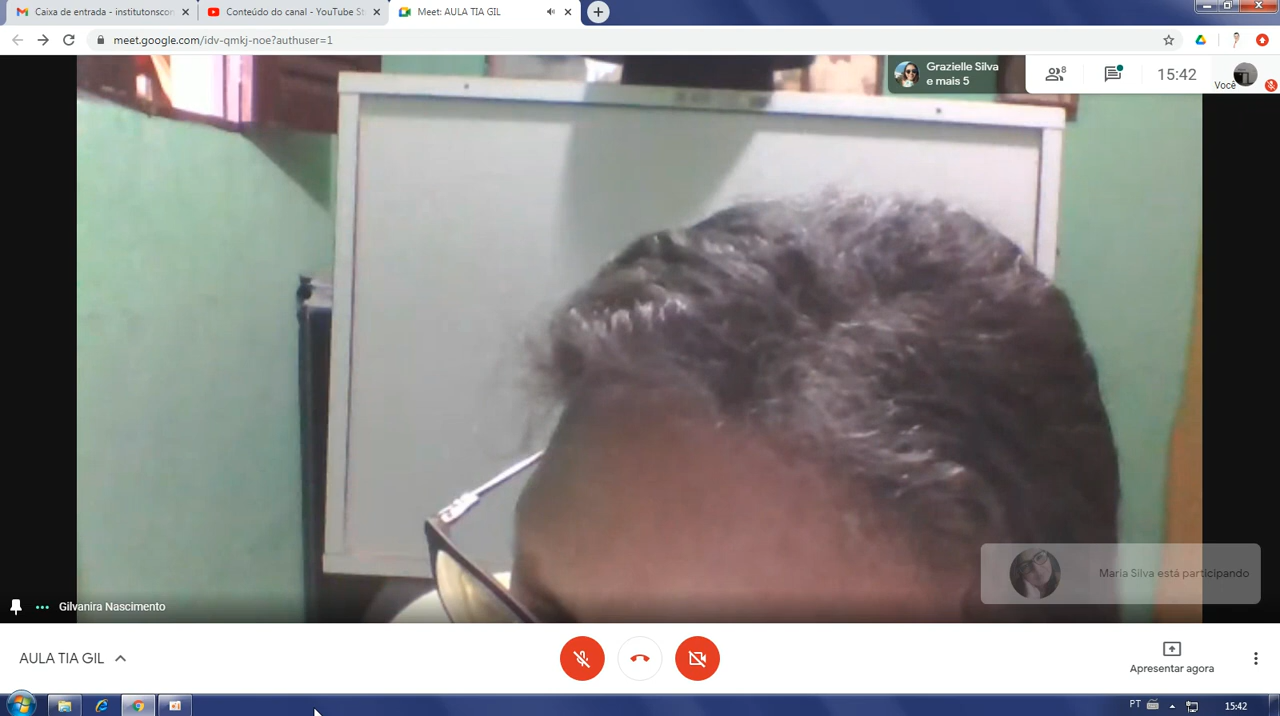 Caixa de entrada - institutonscon
Conteúdo do canal - YouTube St
Meet: AULA TIA GIL
meet.google.com/idv-qmkj-noe?authuser=1
Grazielle Silva
e mais 5
8
15:42
Você
Maria Silva está participando
Gilvanira Nascimento
AULA TIA GIL
Apresentar agora
PT
15:42